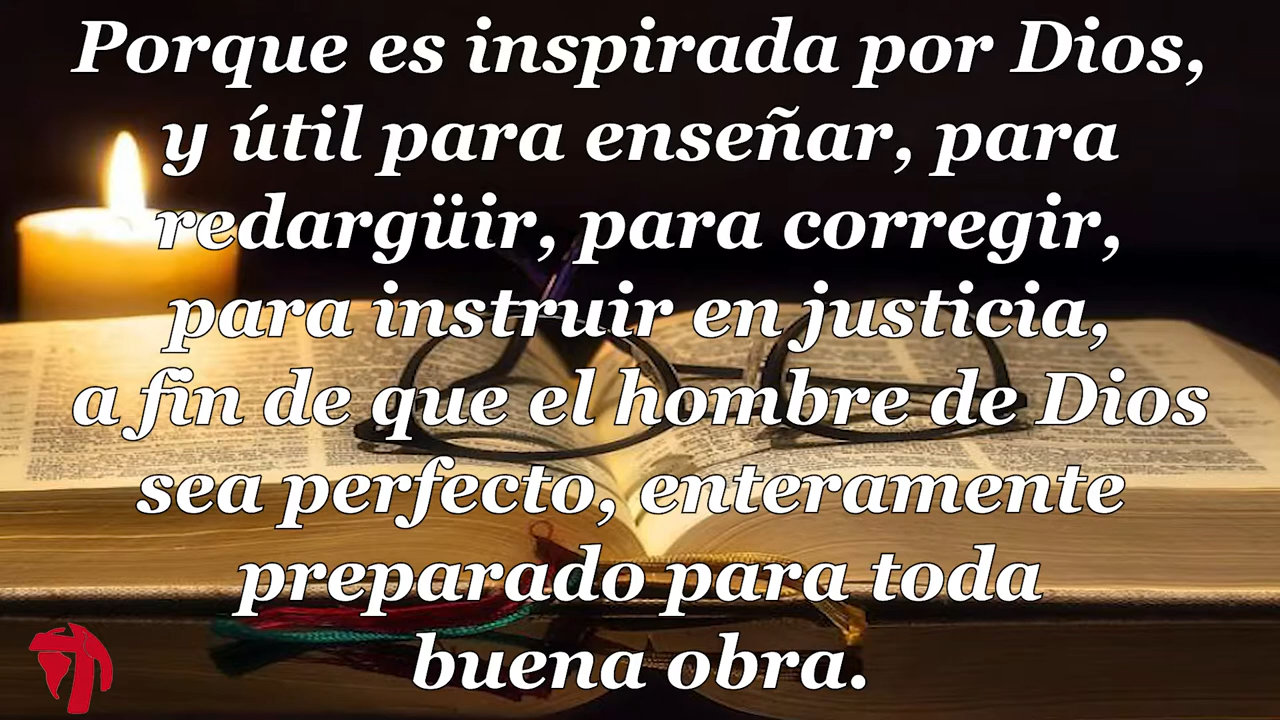 Porque es inspirada por Dios,
y útil para enseñar, para
redargüir, para corregir,
para instruir en justicia,
a fin de que el hombre de Dios
sea perfecto, enteramente
preparado para toda
buena obra.